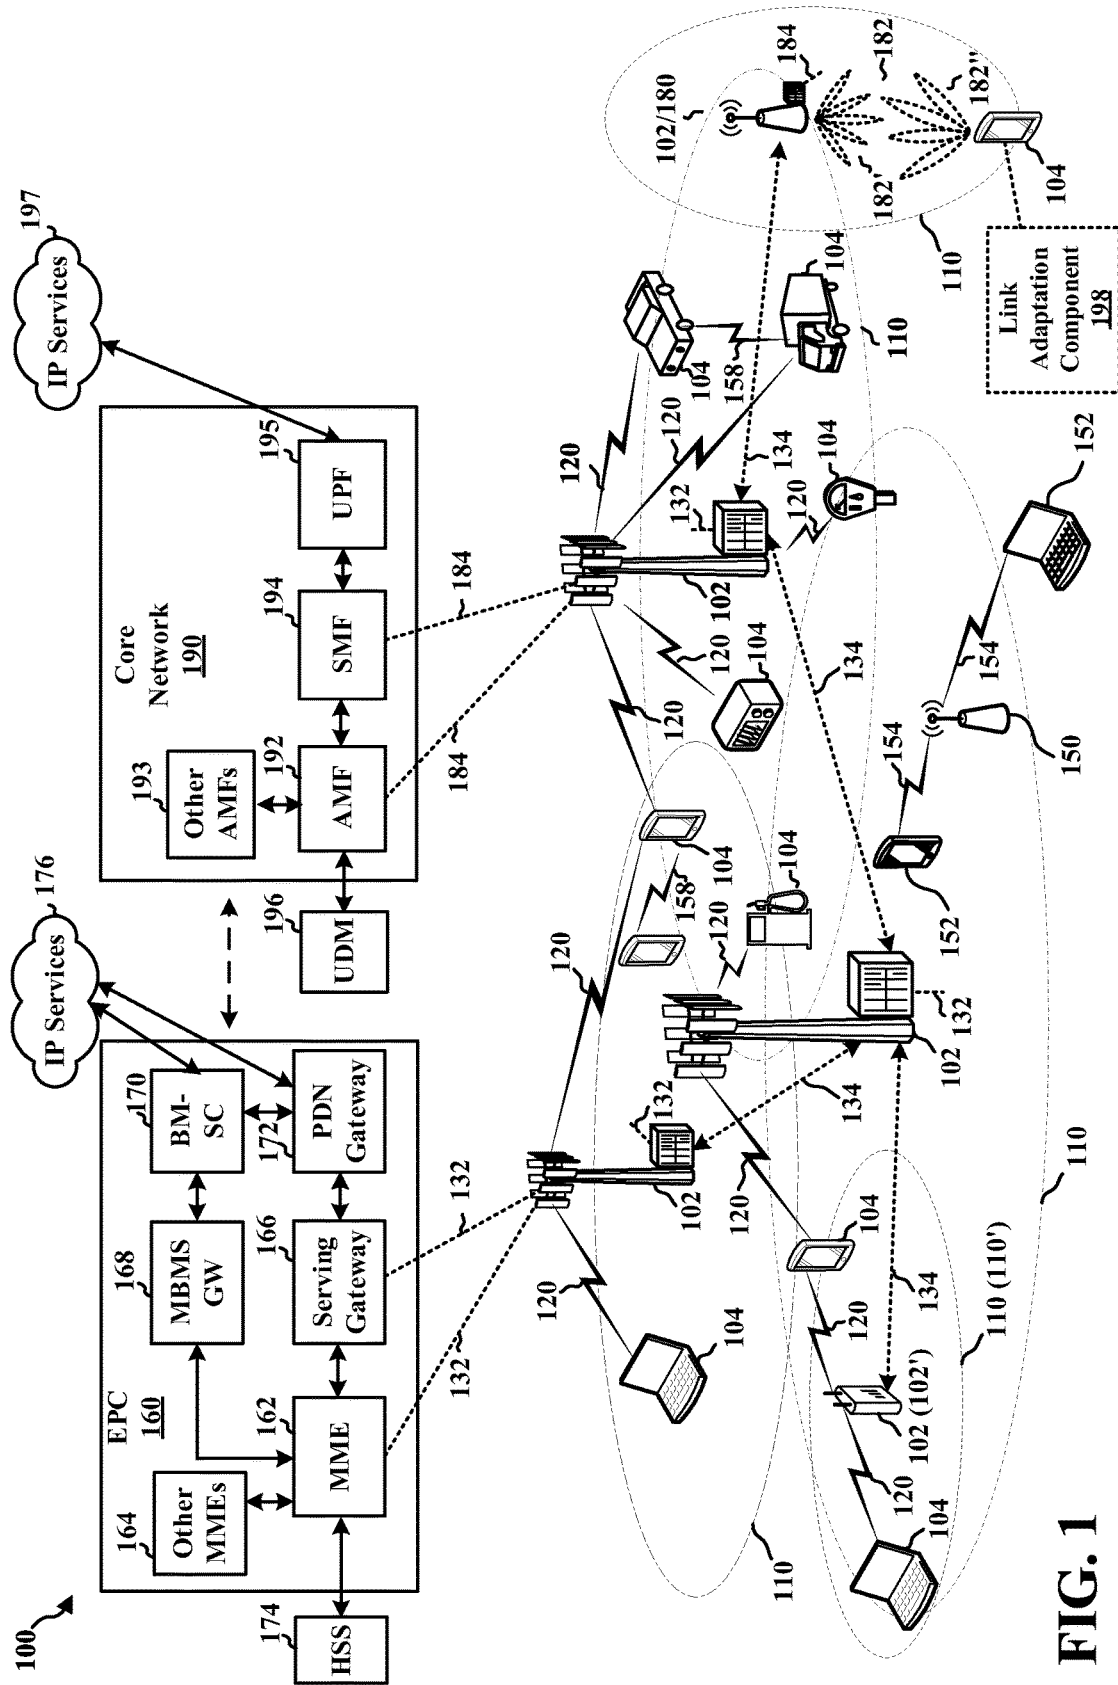 100
176
197
IP Services
IP Services
EPC
160
164
Other
MMEs
168
MBMS
GW
170
BM-
SC
193
Other
AMFs
Core
Network
190
174
HSS
162
MME
166
Serving
Gateway
172
PDN
Gateway
196
UDM
192
AMF
194
SMF
195
UPF
132
132
184
184
120
120
120
120
120
104
102
132
158
104
120
104
120
102
132
104
158
104
102/180
184
182
182
182''
104
110
134
110
120
104
120
134
102
132
120
104
134
110
104
120
102 (102')
120
104
134
110 (110')
110
152
154
150
154
152
Link
Adaptation
Component
198
FIG. 1